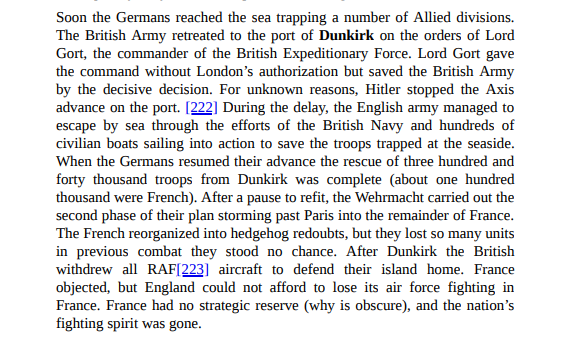 Soon the Germans reached the sea trapping a number of Allied divisions.
The British Army retreated to the port of Dunkirk on the orders of Lord
Gort, the commander of the British Expeditionary Force. Lord Gort gave
the command without London’s authorization but saved the British Army
by the decisive decision. For unknown reasons, Hitler stopped the Axis
advance on the port. [222] During the delay, the English army managed to
escape by sea through the efforts of the British Navy and hundreds of
civilian boats sailing into action to save the troops trapped at the seaside.
When the Germans resumed their advance the rescue of three hundred and
forty thousand troops from Dunkirk was complete (about one hundred
thousand were French). After a pause to refit, the Wehrmacht carried out the
second phase of their plan storming past Paris into the remainder of France.
The French reorganized into hedgehog redoubts, but they lost so many units
in previous combat they stood no chance. After Dunkirk the British
withdrew all RAF[223] aircraft to defend their island home. France
objected, but England could not afford to lose its air force fighting in
France. France had no strategic reserve (why is obscure), and the nation’s
fighting spirit was gone.